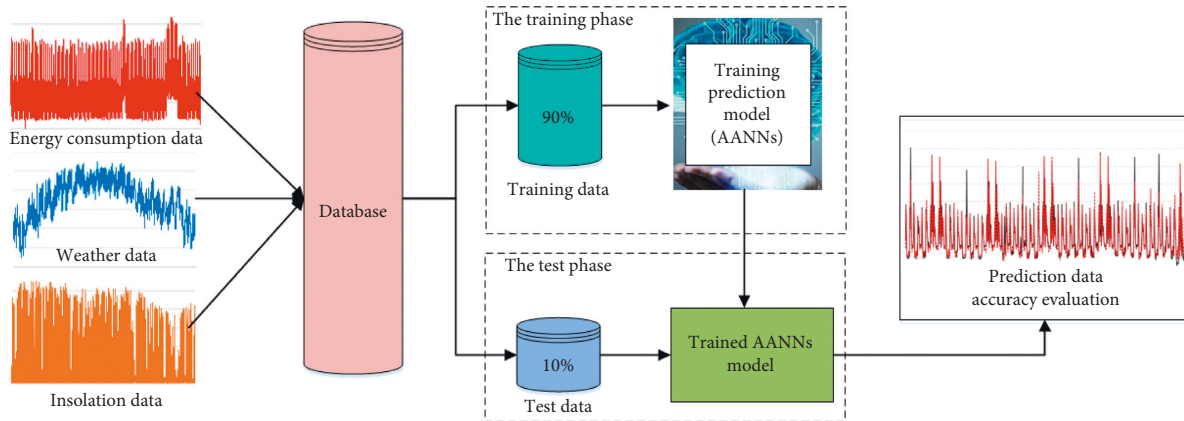 Energy consumption data
Weather data
Insolation data
Database
The training phase
90%
Training data
Training
prediction
model
(AANNs)
The test phase
10%
Test data
Trained AANNs
model
Prediction data
accuracy evaluation